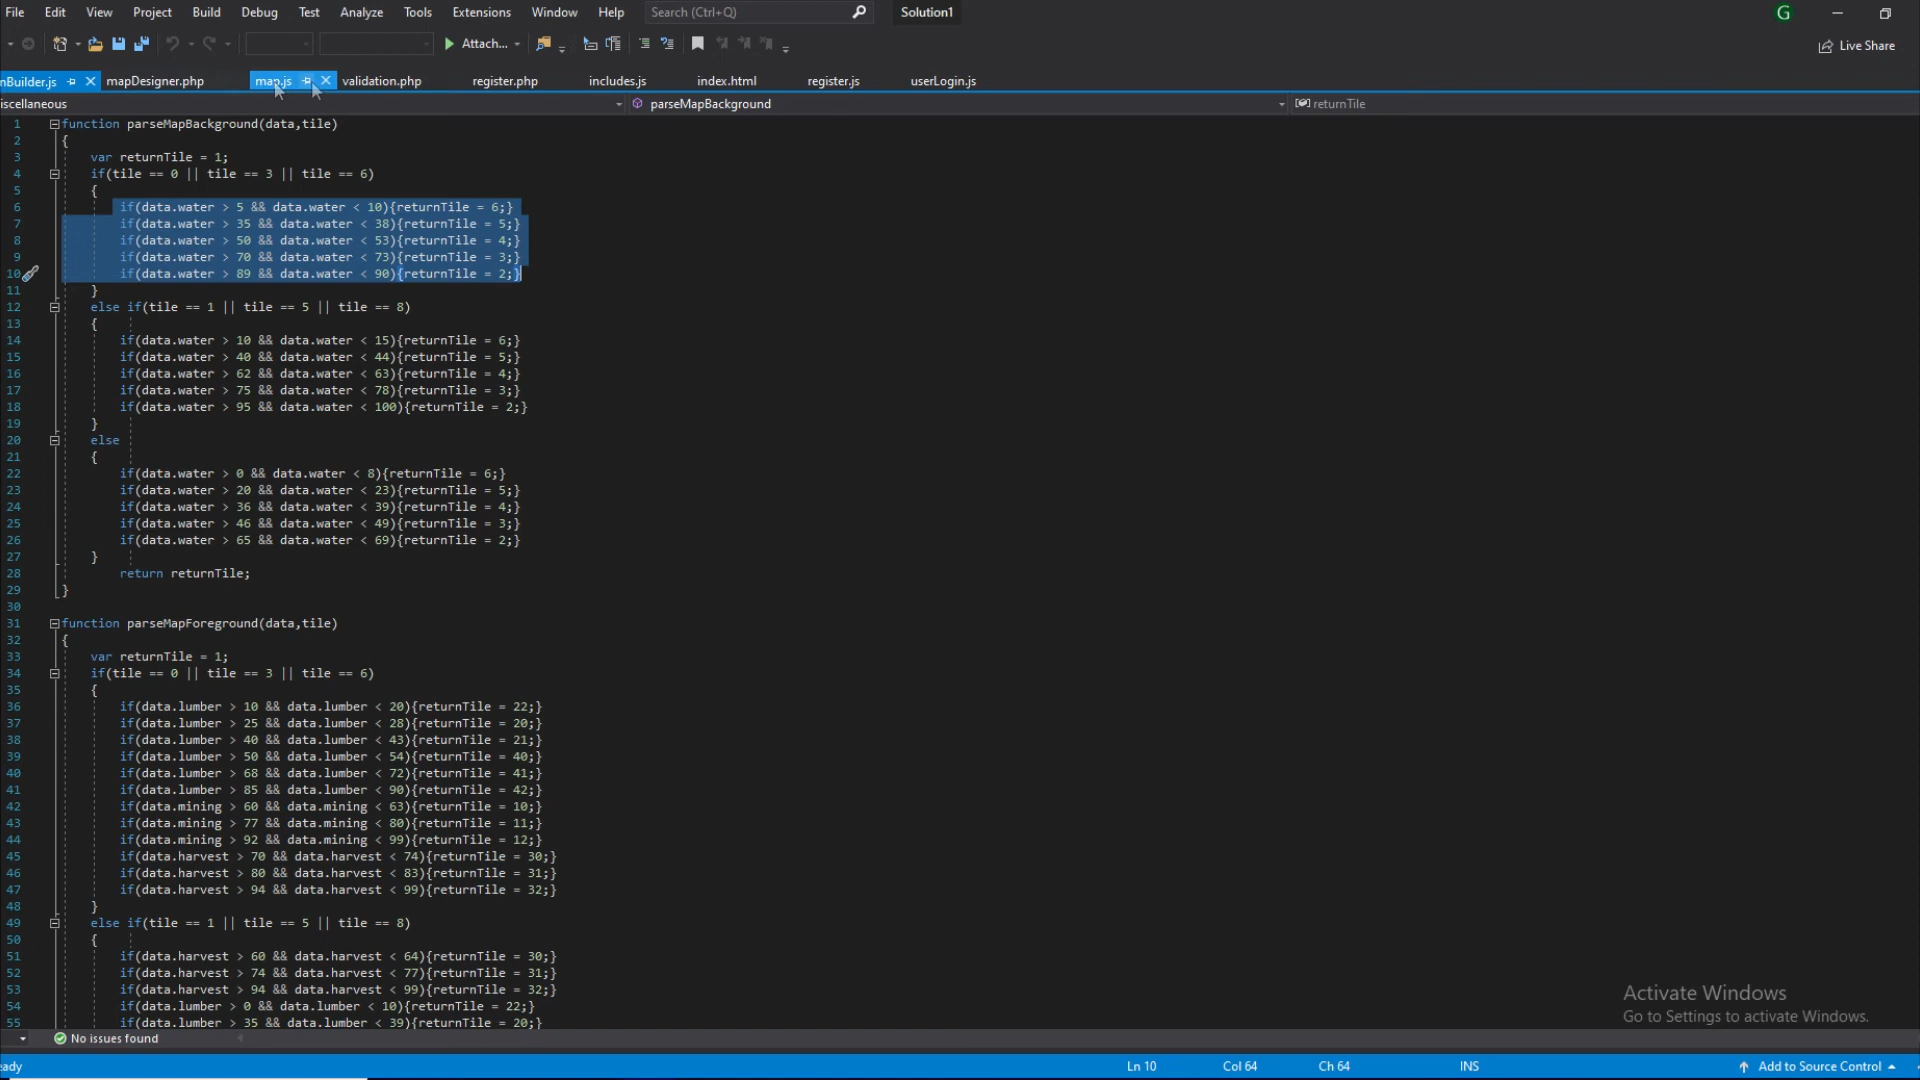 File Edit View Project Build Debug Test Analyze Tools Extensions Window Help Search (Ctrl+Q) Solution1 G
Attach... Live Share
nBuilder.js mapDesigner.php map.js validation.php register.php includes.js index.html register.js userLogin.js
iscellaneous parseMapBackground returnTile
1 function parseMapBackground(data,tile)
2 {
3 var returnTile = 1;
4 if(tile == 0 || tile == 3 || tile == 6)
5 {
6 if(data.water > 5 && data.water < 10){returnTile = 6;}
7 if(data.water > 35 && data.water < 38){returnTile = 5;}
8 if(data.water > 50 && data.water < 53){returnTile = 4;}
9 if(data.water > 70 && data.water < 73){returnTile = 3;}
10 if(data.water > 89 && data.water < 90){returnTile = 2;}
11 }
12 else if(tile == 1 || tile == 5 || tile == 8)
13 {
14 if(data.water > 10 && data.water < 15){returnTile = 6;}
15 if(data.water > 40 && data.water < 44){returnTile = 5;}
16 if(data.water > 62 && data.water < 63){returnTile = 4;}
17 if(data.water > 75 && data.water < 78){returnTile = 3;}
18 if(data.water > 95 && data.water < 100){returnTile = 2;}
19 }
20 else
21 {
22 if(data.water > 0 && data.water < 8){returnTile = 6;}
23 if(data.water > 20 && data.water < 23){returnTile = 5;}
24 if(data.water > 36 && data.water < 39){returnTile = 4;}
25 if(data.water > 46 && data.water < 49){returnTile = 3;}
26 if(data.water > 65 && data.water < 69){returnTile = 2;}
27 }
28 return returnTile;
29 }
30
31 function parseMapForeground(data,tile)
32 {
33 var returnTile = 1;
34 if(tile == 0 || tile == 3 || tile == 6)
35 {
36 if(data.lumber > 10 && data.lumber < 20){returnTile = 22;}
37 if(data.lumber > 25 && data.lumber < 28){returnTile = 20;}
38 if(data.lumber > 40 && data.lumber < 43){returnTile = 21;}
39 if(data.lumber > 50 && data.lumber < 54){returnTile = 40;}
40 if(data.lumber > 68 && data.lumber < 72){returnTile = 41;}
41 if(data.lumber > 85 && data.lumber < 90){returnTile = 42;}
42 if(data.mining > 60 && data.mining < 63){returnTile = 10;}
43 if(data.mining > 77 && data.mining < 80){returnTile = 11;}
44 if(data.mining > 92 && data.mining < 99){returnTile = 12;}
45 if(data.harvest > 70 && data.harvest < 74){returnTile = 30;}
46 if(data.harvest > 80 && data.harvest < 83){returnTile = 31;}
47 if(data.harvest > 94 && data.harvest < 99){returnTile = 32;}
48 }
49 else if(tile == 1 || tile == 5 || tile == 8)
50 {
51 if(data.harvest > 60 && data.harvest < 64){returnTile = 30;}
52 if(data.harvest > 74 && data.harvest < 77){returnTile = 31;}
53 if(data.harvest > 94 && data.harvest < 99){returnTile = 32;}
54 if(data.lumber > 0 && data.lumber < 10){returnTile = 22;}
55 if(data.lumber > 35 && data.lumber < 39){returnTile = 20;}
Activate Windows
Go to Settings to activate Windows.
No issues found
eady Ln 10 Col 64 Ch 64 INS Add to Source Control